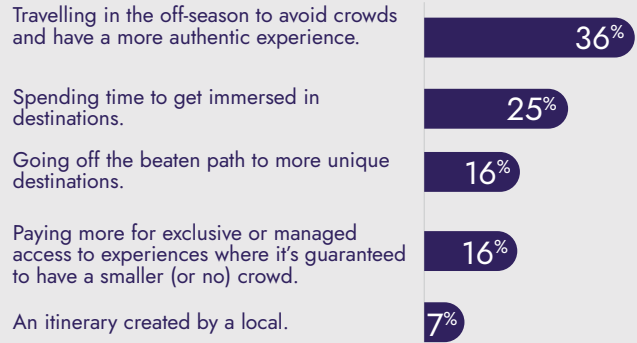 Travelling in the off-season to avoid crowds
and have a more authentic experience.
36%
Spending time to get immersed in
destinations.
25%
Going off the beaten path to more unique
destinations.
16%
Paying more for exclusive or managed
access to experiences where it’s guaranteed
to have a smaller (or no) crowd.
16%
An itinerary created by a local.
7%